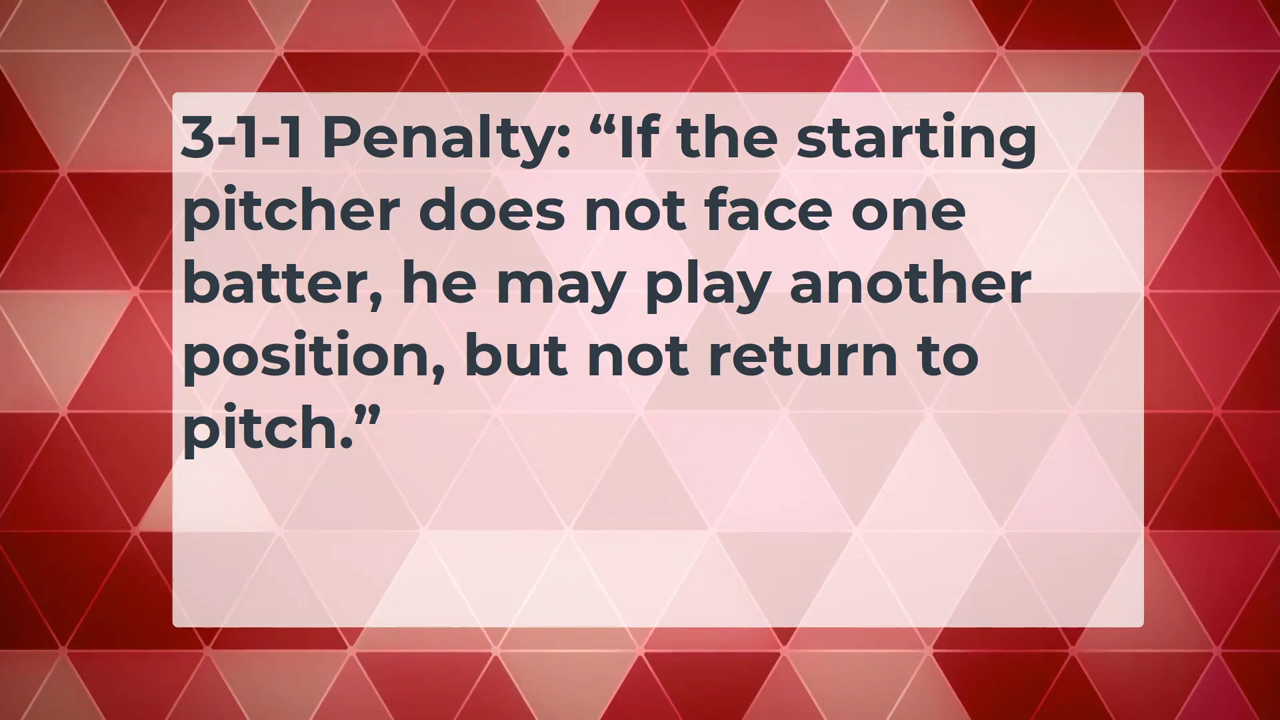 3-1-1 Penalty: “If the starting
pitcher does not face one
batter, he may play another
position, but not return to
pitch.”